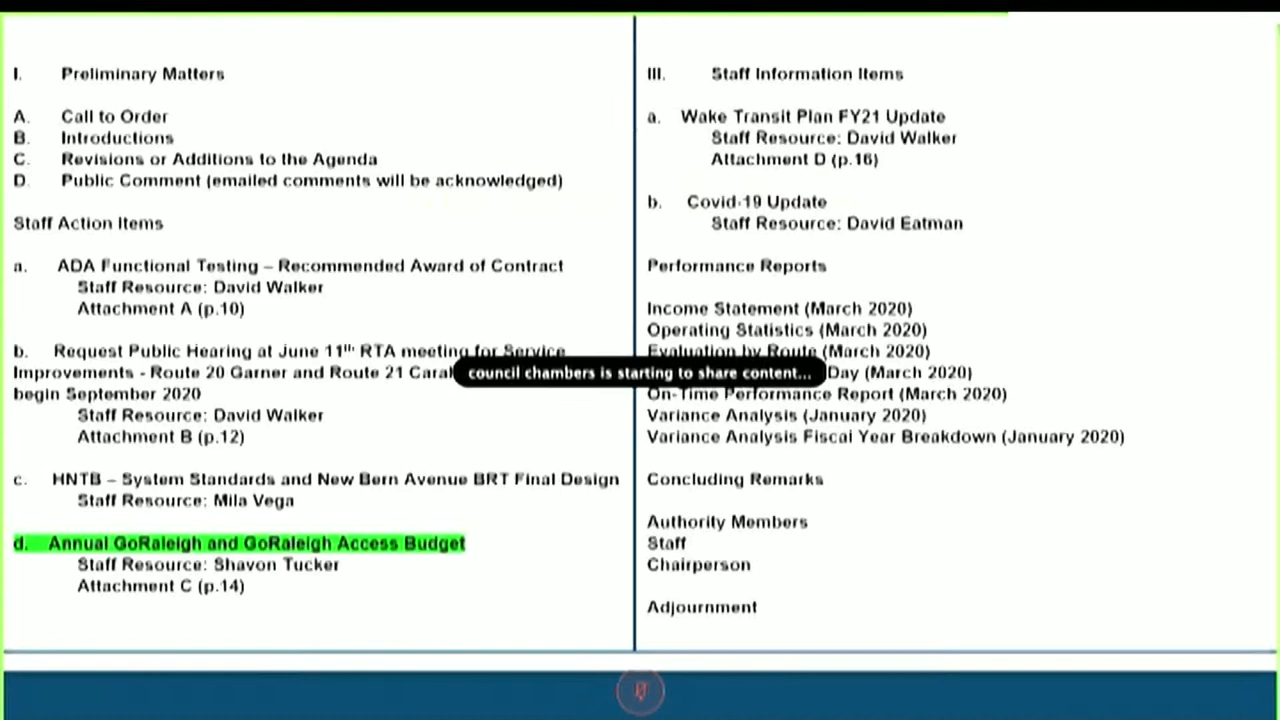 I. Preliminary Matters
A. Call to Order
B. Introductions
C. Revisions or Additions to the Agenda
D. Public Comment (emailed comments will be acknowledged)
Staff Action Items
a. ADA Functional Testing – Recommended Award of Contract
Staff Resource: David Walker
Attachment A (p.10)
b. Request Public Hearing at June 11th RTA meeting for Service
Improvements - Route 20 Garner and Route 21
begin September 2020
Staff Resource: David Walker
Attachment B (p.12)
c. HNTB – System Standards and New Bern Avenue BRT Final Design
Staff Resource: Mila Vega
d. Annual GoRaleigh and GoRaleigh Access Budget
Staff Resource: Shavon Tucker
Attachment C (p.14)
III. Staff Information Items
a. Wake Transit Plan FY21 Update
Staff Resource: David Walker
Attachment D (p.16)
b. Covid-19 Update
Staff Resource: David Eatman
Performance Reports
Income Statement (March 2020)
Operating Statistics (March 2020)
Evaluation by Route (March 2020)
Day (March 2020)
On-Time Performance Report (March 2020)
Variance Analysis (January 2020)
Variance Analysis Fiscal Year Breakdown (January 2020)
Concluding Remarks
Authority Members
Staff
Chairperson
Adjournment
council chambers is starting to share content...